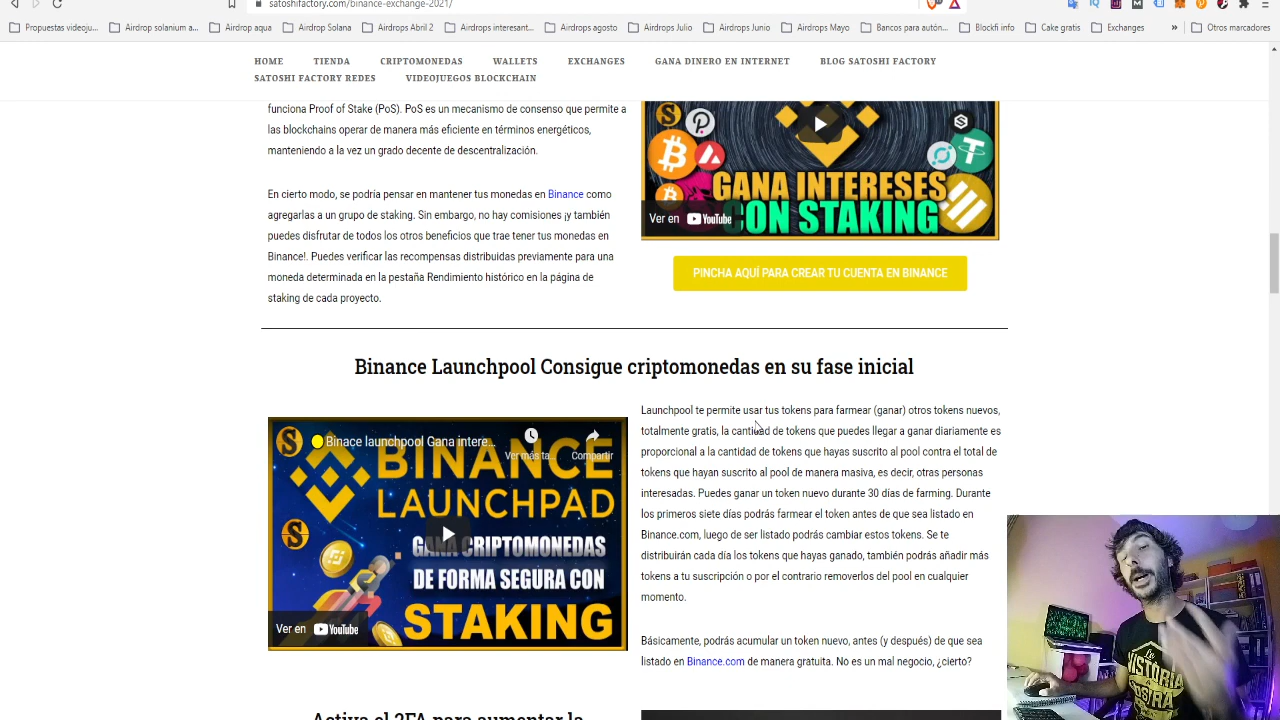 satoshifactory.com/binance-exchange-2021/
Propuestas videoju...
Airdrop solanium a...
Airdrop aqua
Airdrop Solana
Airdrops Abril 2
Airdrops interesant...
Airdrops agosto
Airdrops Julio
Airdrops Junio
Airdrops Mayo
Bancos para autón...
Blockfi info
Cake gratis
Exchanges
»
Otros marcadores
HOME
TIENDA
CRIPTOMONEDAS
WALLETS
EXCHANGES
GANA DINERO EN INTERNET
BLOG SATOSHI FACTORY
SATOSHI FACTORY REDES
VIDEOJUEGOS BLOCKCHAIN
funciona Proof of Stake (PoS). PoS es un mecanismo de consenso que permite a
las blockchains operar de manera más eficiente en términos energéticos,
manteniendo a la vez un grado decente de descentralización.
En cierto modo, se podría pensar en mantener tus monedas en Binance como
agregarlas a un grupo de staking. Sin embargo, no hay comisiones ¡y también
puedes disfrutar de todos los otros beneficios que trae tener tus monedas en
Binance!. Puedes verificar las recompensas distribuidas previamente para una
moneda determinada en la pestaña Rendimiento histórico en la página de
staking de cada proyecto.
GANA INTERESES
CON STAKING
Ver en YouTube
PINCHA AQUÍ PARA CREAR TU CUENTA EN BINANCE
Binance Launchpool Consigue criptomonedas en su fase inicial
Binace launchpool Gana intere...
Ver más ta...
Compartir
BINANCE
LAUNCHPAD
GANA CRIPTOMONEDAS
DE FORMA SEGURA CON
STAKING
Ver en YouTube
Launchpool te permite usar tus tokens para farmear (ganar) otros tokens nuevos,
totalmente gratis, la cantidad de tokens que puedes llegar a ganar diariamente es
proporcional a la cantidad de tokens que hayas suscrito al pool contra el total de
tokens que hayan suscrito al pool de manera masiva, es decir, otras personas
interesadas. Puedes ganar un token nuevo durante 30 días de farming. Durante
los primeros siete días podrás farmear el token antes de que sea listado en
Binance.com, luego de ser listado podrás cambiar estos tokens. Se te
distribuirán cada día los tokens que hayas ganado, también podrás añadir más
tokens a tu suscripción o por el contrario removerlos del pool en cualquier
momento.
Básicamente, podrás acumular un token nuevo, antes (y después) de que sea
listado en Binance.com de manera gratuita. No es un mal negocio, ¿cierto?
Activa el 2FA para aumentar la
La
HISTORIA